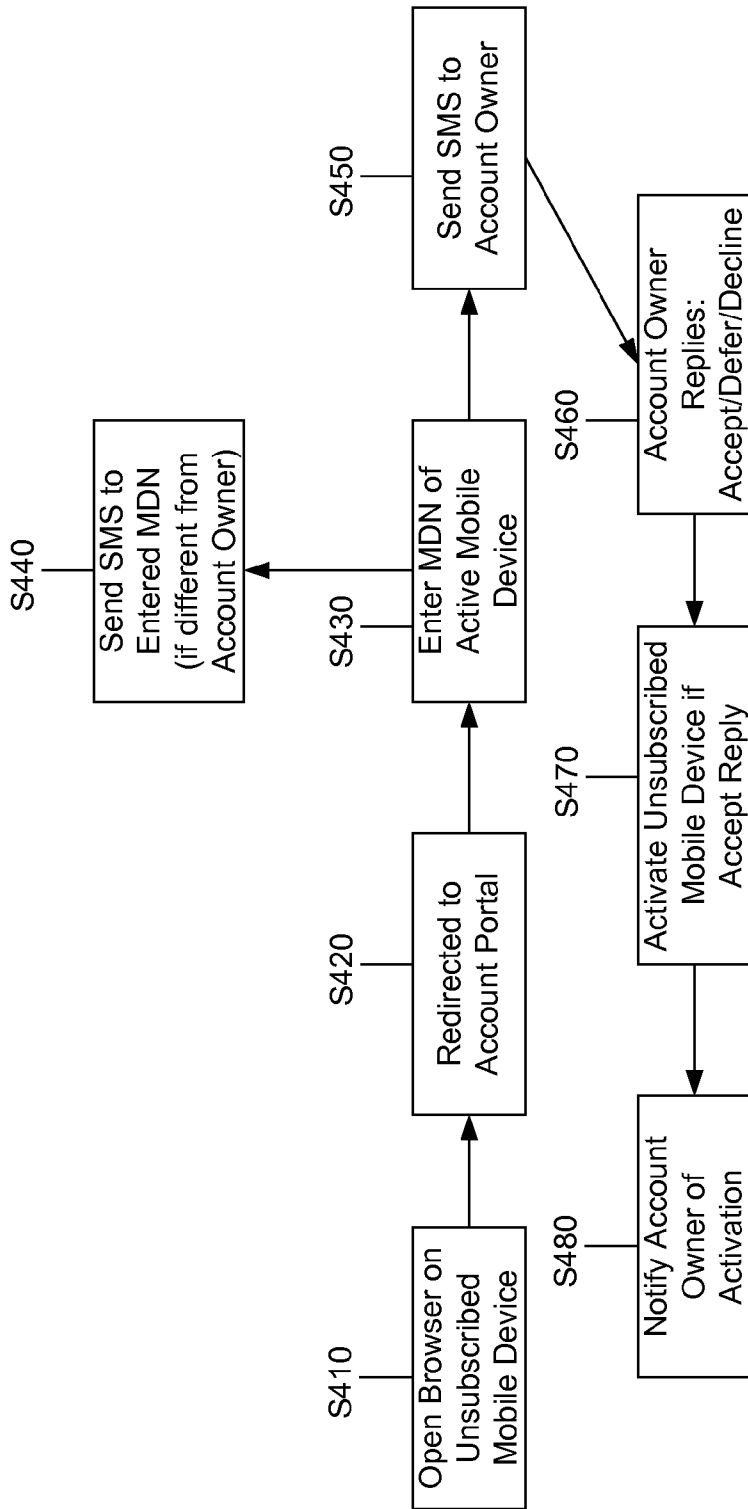 S410
Open Browser on
Unsubscribed
Mobile Device
S420
Redirected to
Account Portal
S430
Enter MDN of
Active Mobile
Device
S440
Send SMS to
Entered MDN
(if different from
Account Owner)
S450
Send SMS to
Account Owner
S460
Account Owner
Replies:
Accept/Defer/Decline
S470
Activate Unsubscribed
Mobile Device if
Accept Reply
S480
Notify Account
Owner of
Activation